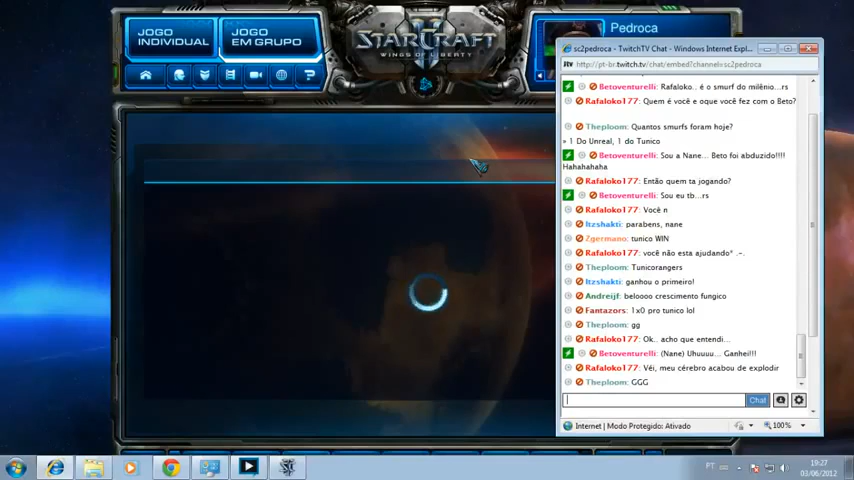 JOGO
INDIVIDUAL
JOGO
EM GRUPO
STARCRAFT
II
WINGS OF LIBERTY
Pedroca
sc2pedroca - TwitchTV Chat - Windows Internet Expl...
http://pt-br.twitch.tv/chat/embed?channel=sc2pedroca
Betoventurelli: Rafaloko.. é o smurf do milênio...rs
Rafaloko177: Quem é você e oque você fez com o Beto?
Theploom: Quantos smurfs foram hoje?
» 1 Do Unreal, 1 do Tunico
Betoventurelli: Sou a Nane... Beto foi abduzido!!!!
Hahahahaha
Rafaloko177: Então quem ta jogando?
Betoventurelli: Sou eu tb...rs
Rafaloko177: Você n
Itzshakti: parabens, nane
Zgermano: tunico WIN
Rafaloko177: você não esta ajudando* .-.
Theploom: Tunicorangers
Itzshakti: ganhou o primeiro!
Andreijf: beloooo crescimento fungico
Fantazors: 1x0 pro tunico lol
Theploom: gg
Rafaloko177: Ok.. acho que entendi...
Betoventurelli: (Nane) Uhuuuu... Ganhei!!!
Rafaloko177: Véi, meu cérebro acabou de explodir
Theploom: GGG
Chat
Internet | Modo Protegido: Ativado
100%
PT
19:27
03/06/2012